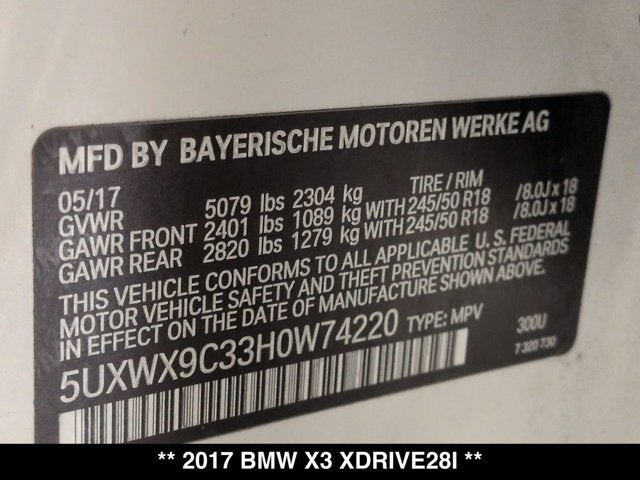 MFD BY BAYERISCHE MOTOREN WERKE AG
05/17 TIRE / RIM
GVWR 5079 lbs 2304 kg
GAWR FRONT 2401 lbs 1089 kg WITH 245/50 R18 /8.0J x 18
GAWR REAR 2820 lbs 1279 kg WITH 245/50 R18 /8.0J x 18
THIS VEHICLE CONFORMS TO ALL APPLICABLE U.S. FEDERAL
MOTOR VEHICLE SAFETY AND THEFT PREVENTION STANDARDS
IN EFFECT ON THE DATE OF MANUFACTURE SHOWN ABOVE.
5UXWX9C33H0W74220 TYPE: MPV 300U
7 320 730
** 2017 BMW X3 XDRIVE28I **